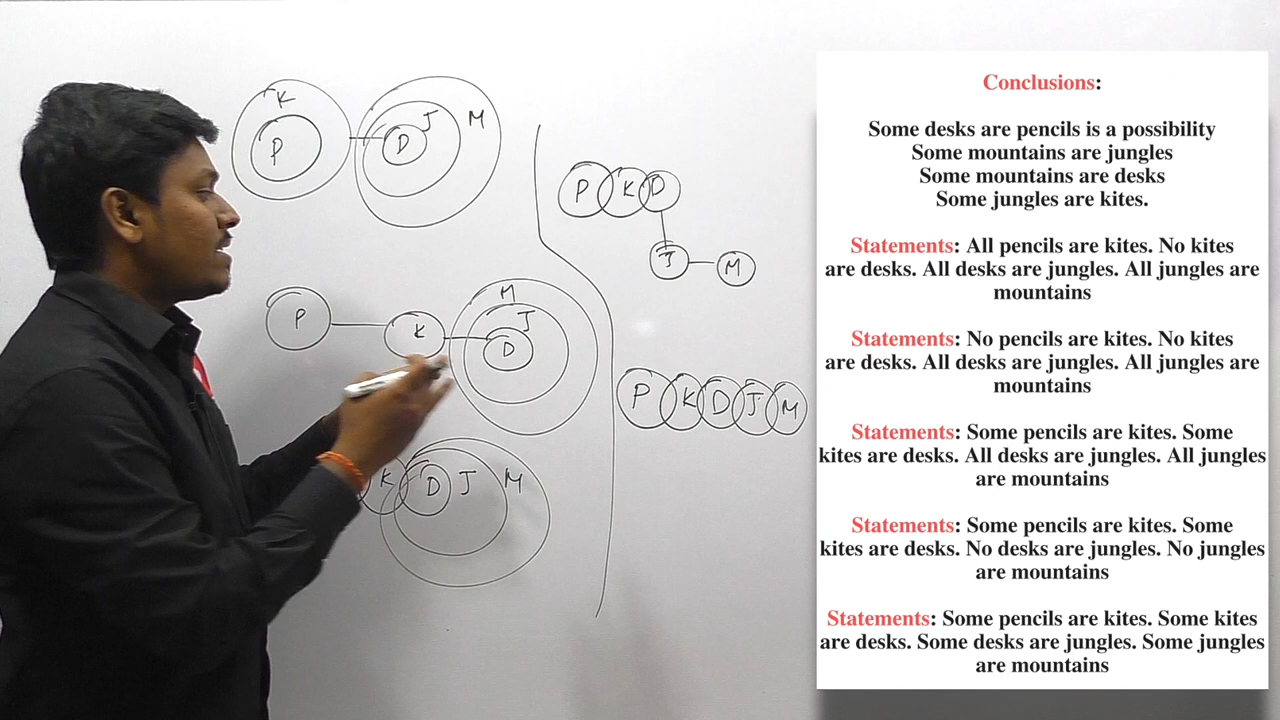 K
P
J
M
D
P
K
D
J
M
P
K
M
J
D
P
K
D
J
M
K
D
J
M
Conclusions:
Some desks are pencils is a possibility
Some mountains are jungles
Some mountains are desks
Some jungles are kites.
Statements: All pencils are kites. No kites
are desks. All desks are jungles. All jungles are
mountains
Statements: No pencils are kites. No kites
are desks. All desks are jungles. All jungles are
mountains
Statements: Some pencils are kites. Some
kites are desks. All desks are jungles. All jungles
are mountains
Statements: Some pencils are kites. Some
kites are desks. No desks are jungles. No jungles
are mountains
Statements: Some pencils are kites. Some kites
are desks. Some desks are jungles. Some jungles
are mountains